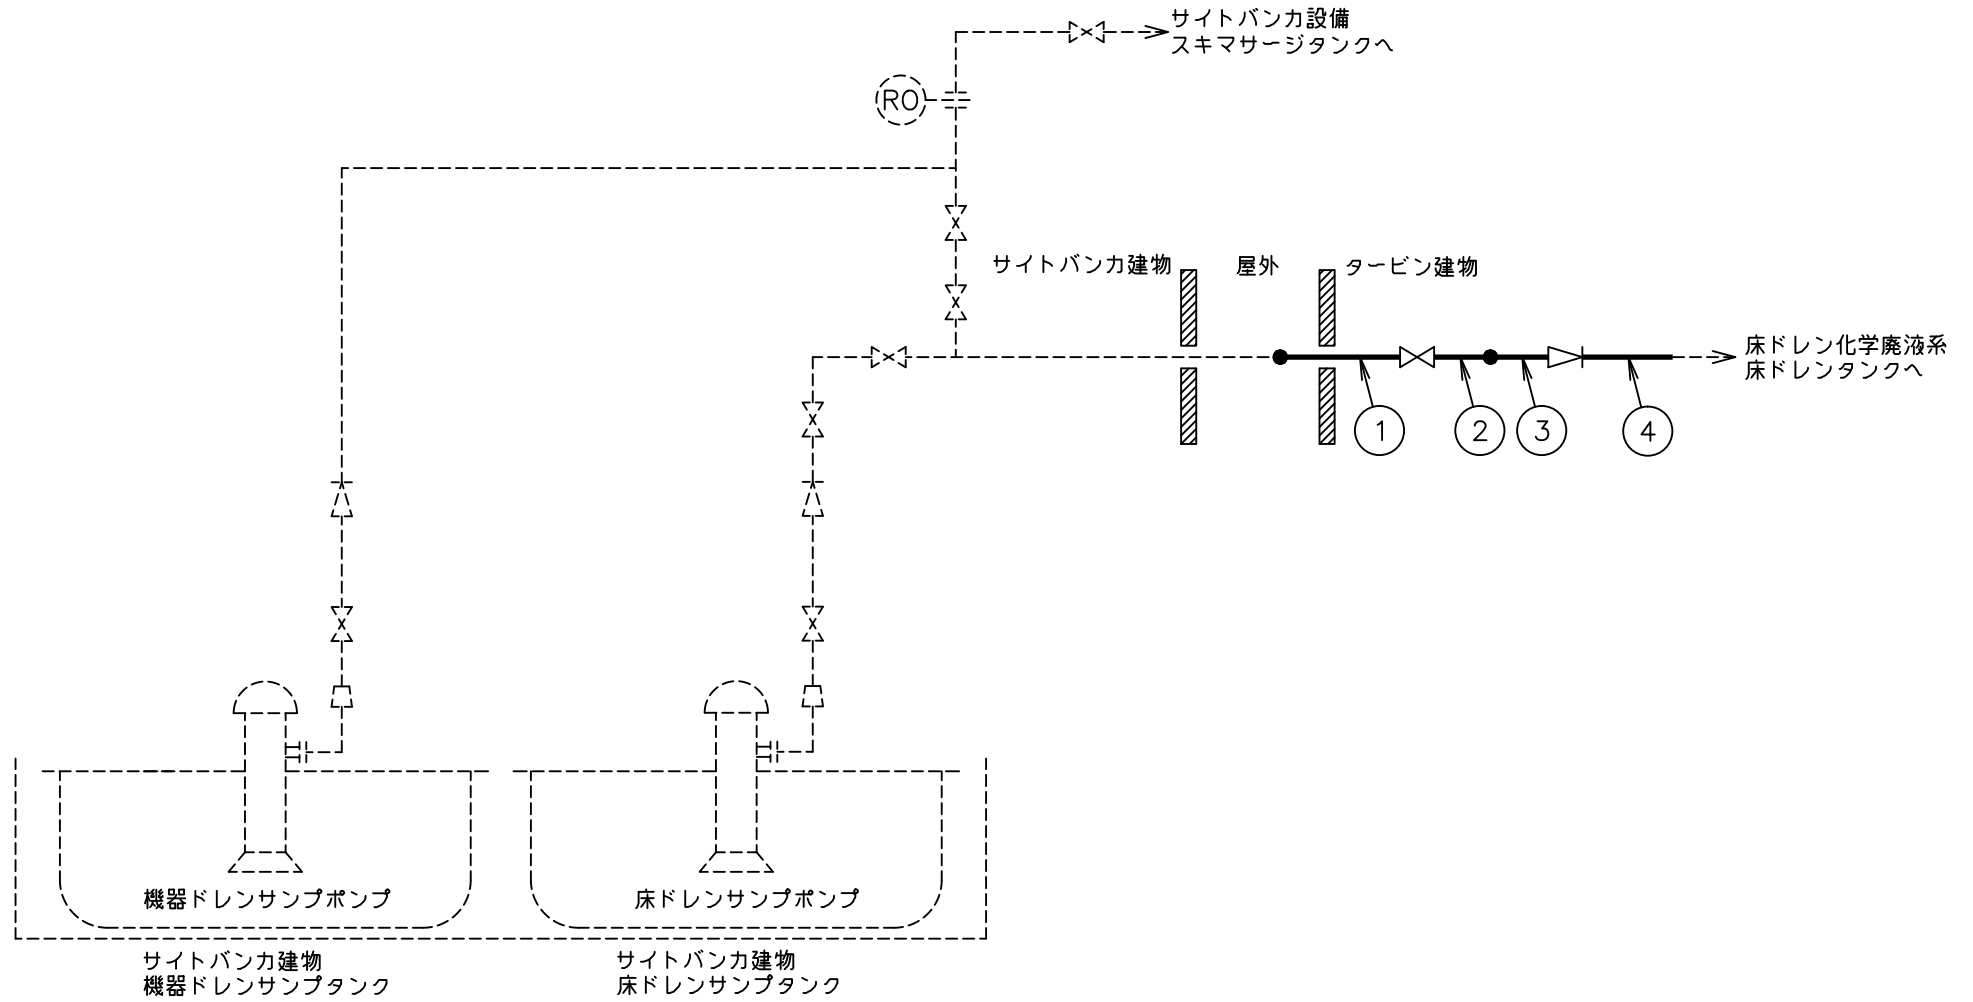 サイトバンカ設備
スキマサージタンクへ
RO
サイトバンカ建物
屋外
タービン建物
床ドレン化学廃液系
床ドレンタンクへ
1
2
3
4
機器ドレンサンプポンプ
床ドレンサンプポンプ
サイトバンカ建物
機器ドレンサンプタンク
サイトバンカ建物
床ドレンサンプタンク